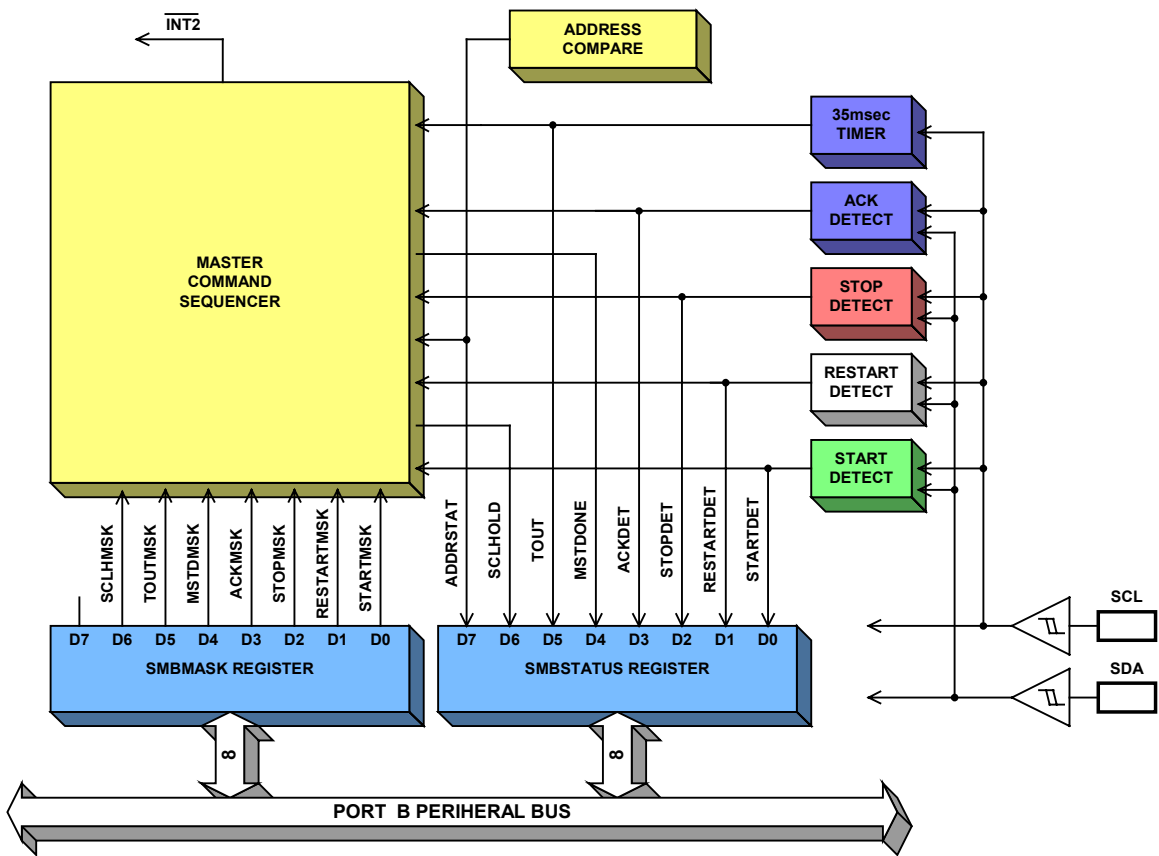 INT2
ADDRESS
COMPARE
35msec
TIMER
ACK
DETECT
MASTER
COMMAND
SEQUENCER
STOP
DETECT
RESTART
DETECT
START
DETECT
SCLHMSK
TOUTMSK
MSTDMSK
ACKMSK
STOPMSK
RESTARTMSK
STARTMSK
ADDRSTAT
SCLHOLD
TOUT
MSTDONE
ACKDET
STOPDET
RESTARTDET
STARTDET
SCL
D7 D6 D5 D4 D3 D2 D1 D0
SMBMASK REGISTER
D7 D6 D5 D4 D3 D2 D1 D0
SMBSTATUS REGISTER
SDA
8
8
PORT B PERIHERAL BUS